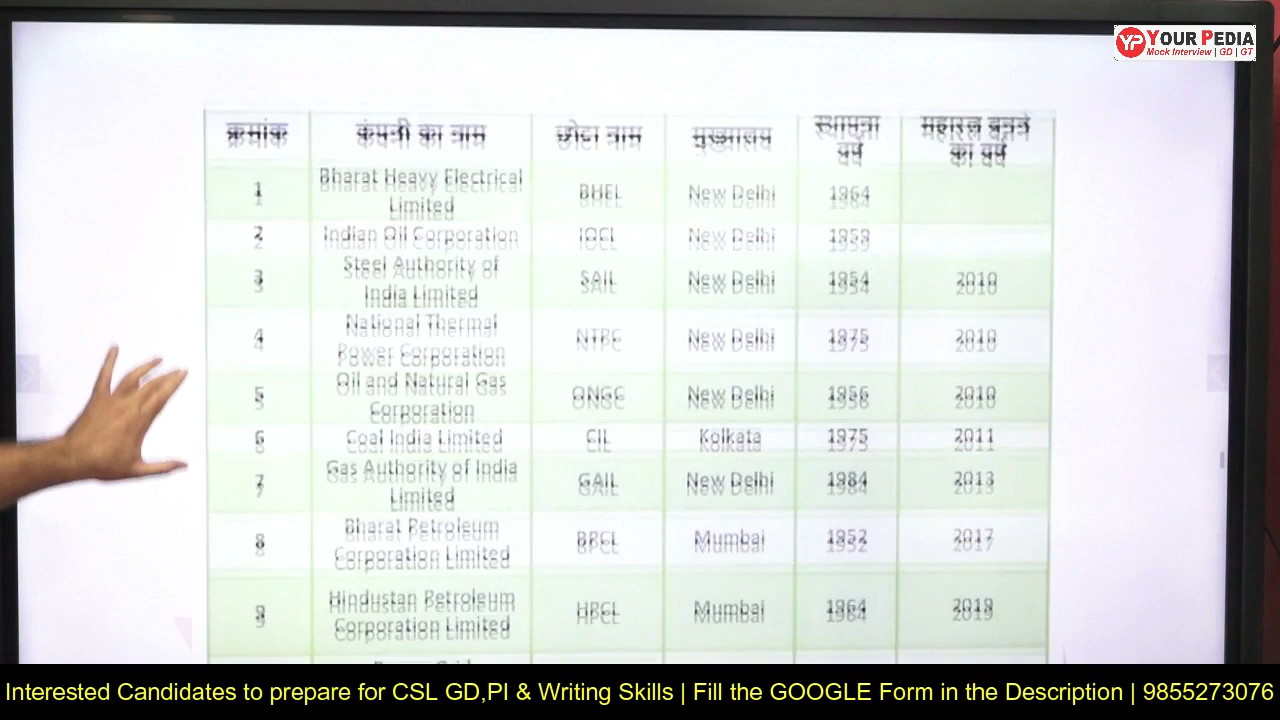 YP YOUR PEDIA
Mock Interview | GD | GT
क्रमांक कंपनी का नाम छोटा नाम मुख्यालय स्थापना वर्ष महारत्न बनने का वर्ष
1 Bharat Heavy Electrical Limited BHEL New Delhi 1964
2 Indian Oil Corporation IOCL New Delhi 1959
3 Steel Authority of India Limited SAIL New Delhi 1954 2010
4 National Thermal Power Corporation NTPC New Delhi 1975 2010
5 Oil and Natural Gas Corporation ONGC New Delhi 1956 2010
6 Coal India Limited CIL Kolkata 1975 2011
7 Gas Authority of India Limited GAIL New Delhi 1984 2013
8 Bharat Petroleum Corporation Limited BPCL Mumbai 1952 2017
9 Hindustan Petroleum Corporation Limited HPCL Mumbai 1964 2019
Interested Candidates to prepare for CSL GD,PI & Writing Skills | Fill the GOOGLE Form in the Description | 9855273076